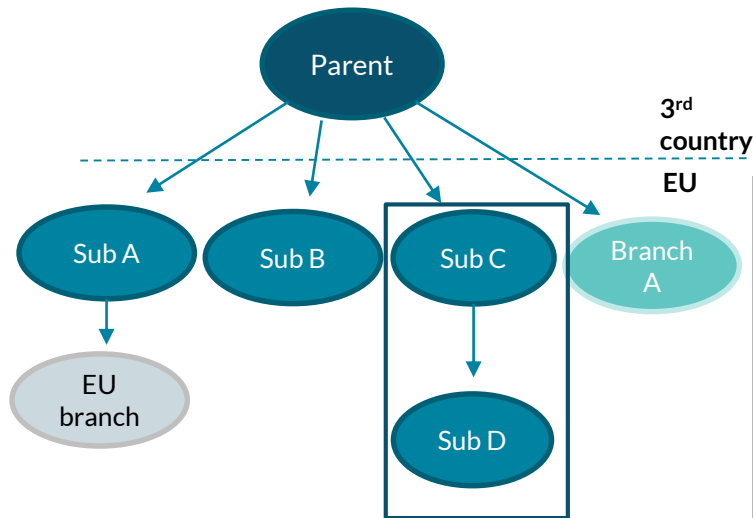 Parent
3rd
country
EU
Sub A
Sub B
Sub C
Branch
A
EU
branch
Sub D